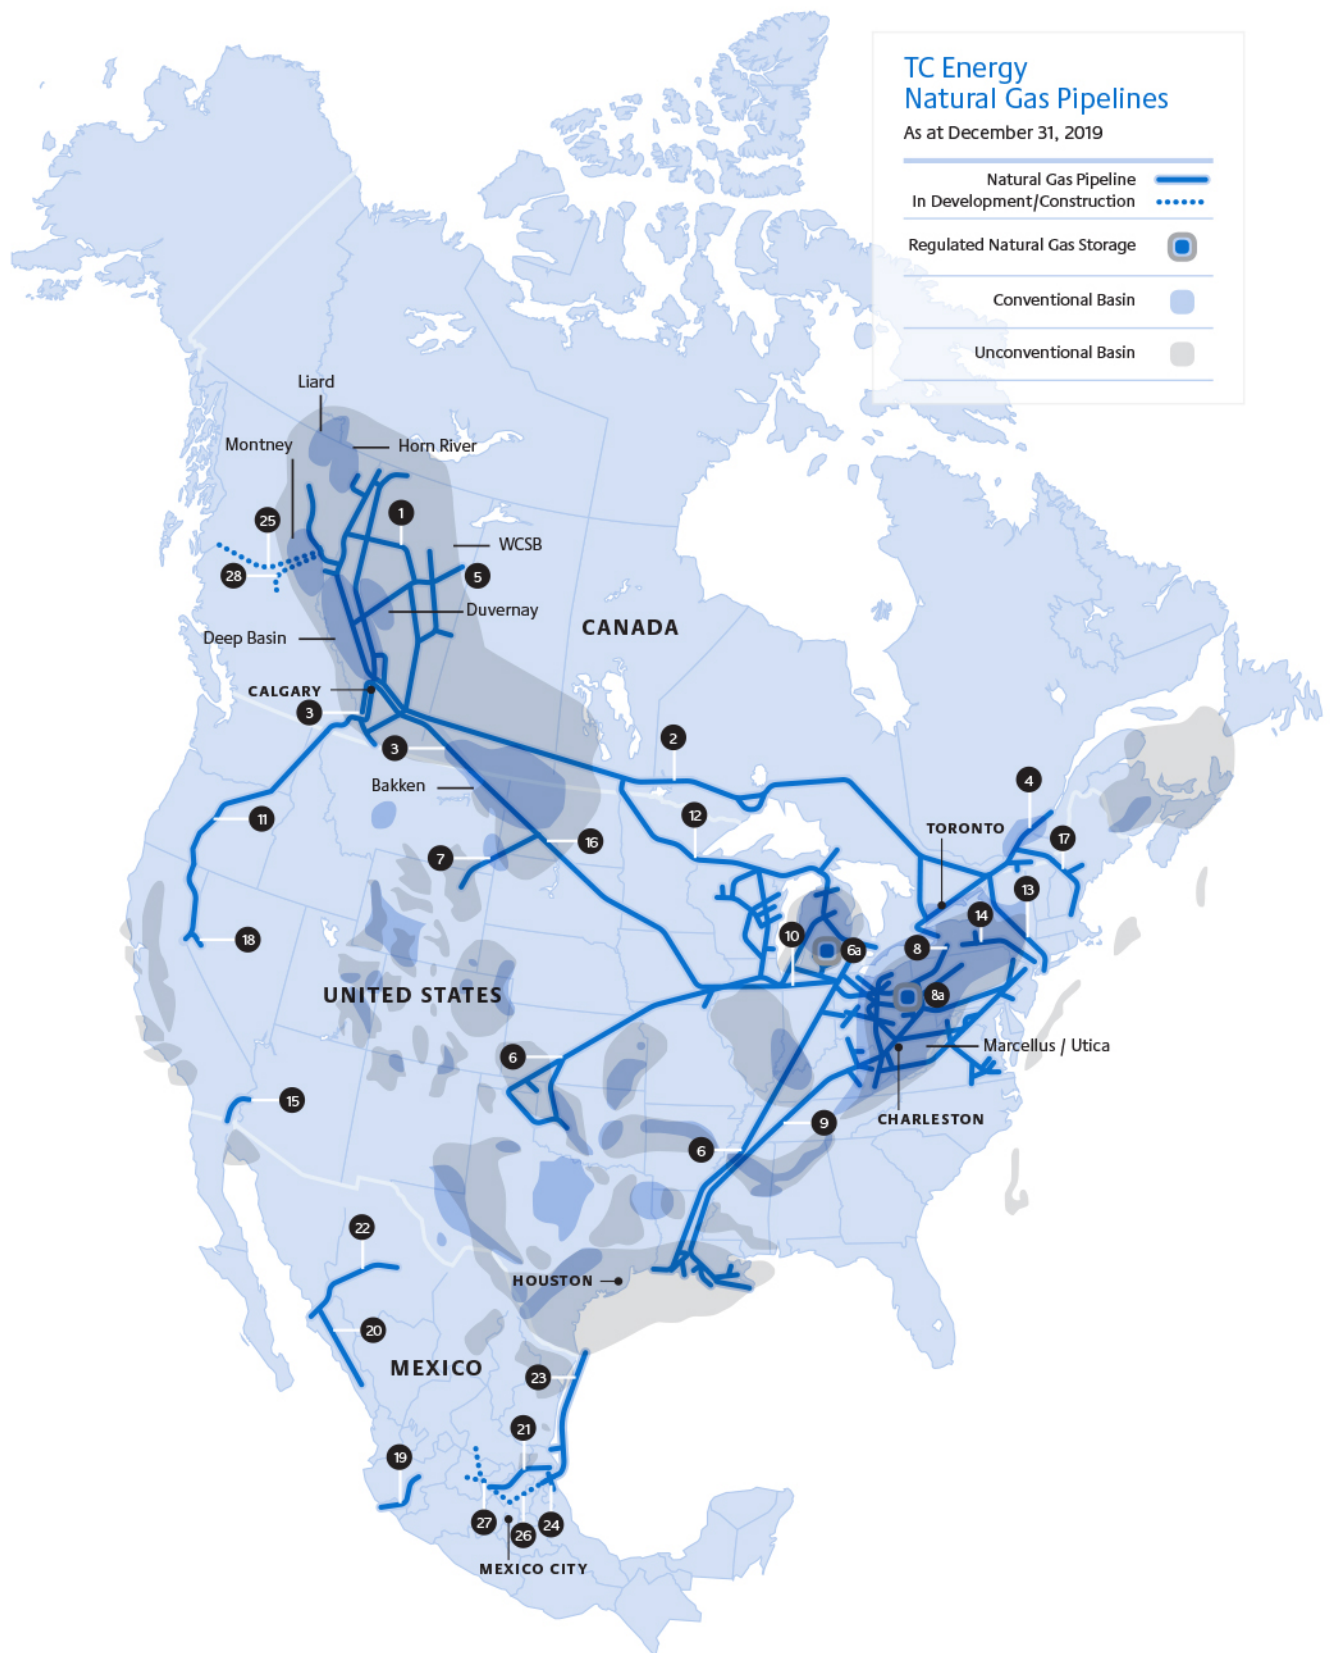 TC Energy
Natural Gas Pipelines
As at December 31, 2019
Natural Gas Pipeline
In Development/Construction
Regulated Natural Gas Storage
Conventional Basin
Unconventional Basin
Liard
Montney
Horn River
25
1
WCSB
28
5
Duvernay
CANADA
Deep Basin
CALGARY
3
3
2
Bakken
4
11
12
TORONTO
17
16
7
13
14
18
10
6a
8
UNITED STATES
8a
Marcellus / Utica
6
15
CHARLESTON
9
6
22
HOUSTON
20
MEXICO
23
21
19
27
26
24
MEXICO CITY